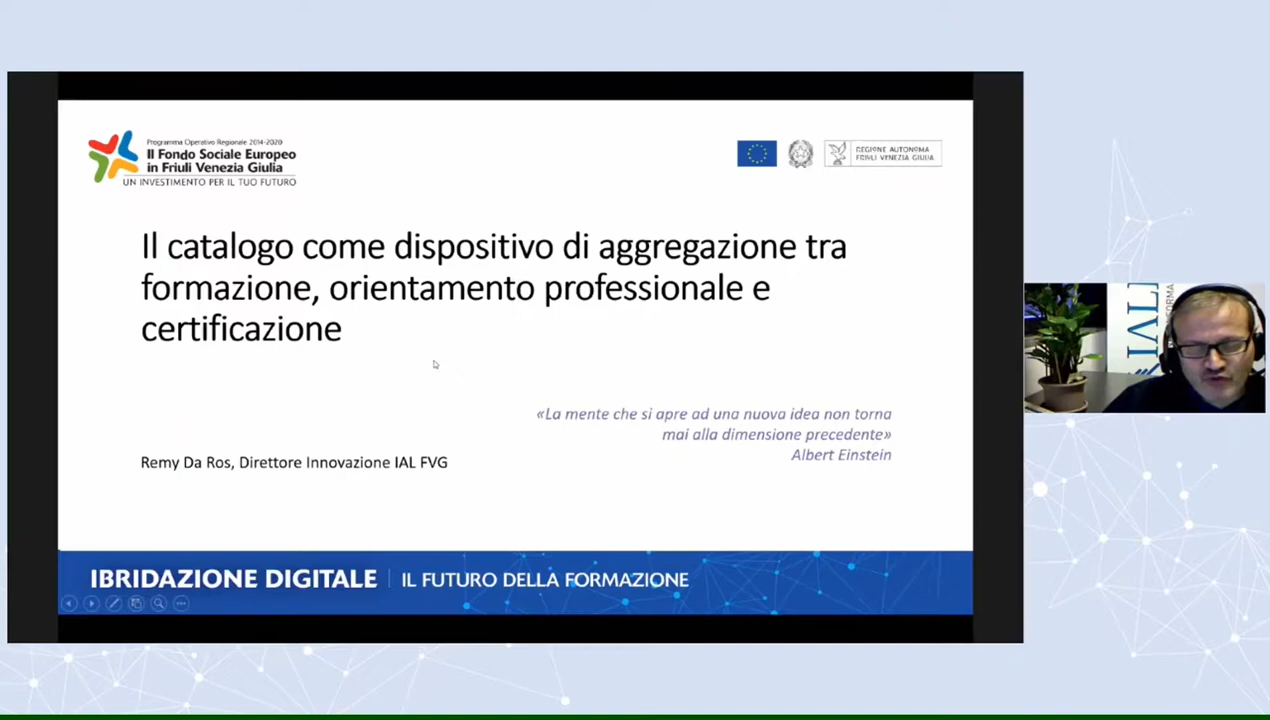 Programma Operativo Regionale 2014-2020
Il Fondo Sociale Europeo
in Friuli Venezia Giulia
UN INVESTIMENTO PER IL TUO FUTURO
REGIONE AUTONOMA
FRIULI VENEZIA GIULIA
Il catalogo come dispositivo di aggregazione tra
formazione, orientamento professionale e
certificazione
«La mente che si apre ad una nuova idea non torna
mai alla dimensione precedente»
Albert Einstein
Remy Da Ros, Direttore Innovazione IAL FVG
IBRIDAZIONE DIGITALE | IL FUTURO DELLA FORMAZIONE
IAL